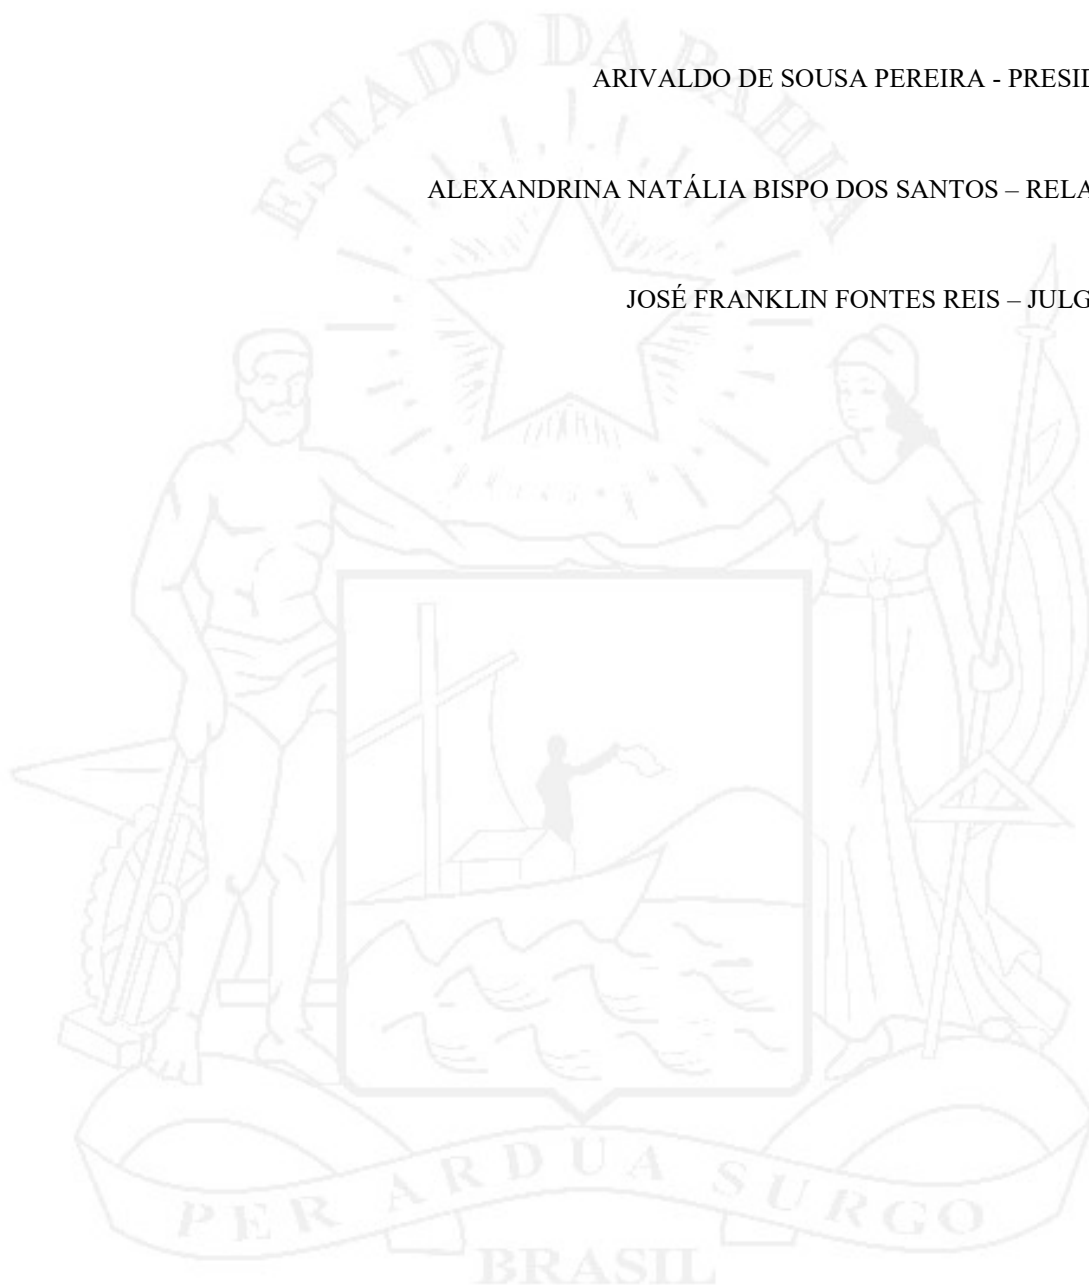 ESTADO DA BAHIA
ARIVALDO DE SOUSA PEREIRA - PRESID
ALEXANDRINA NATÁLIA BISPO DOS SANTOS – RELA
JOSÉ FRANKLIN FONTES REIS – JULG
PER ARDUA SURGO
BRASIL